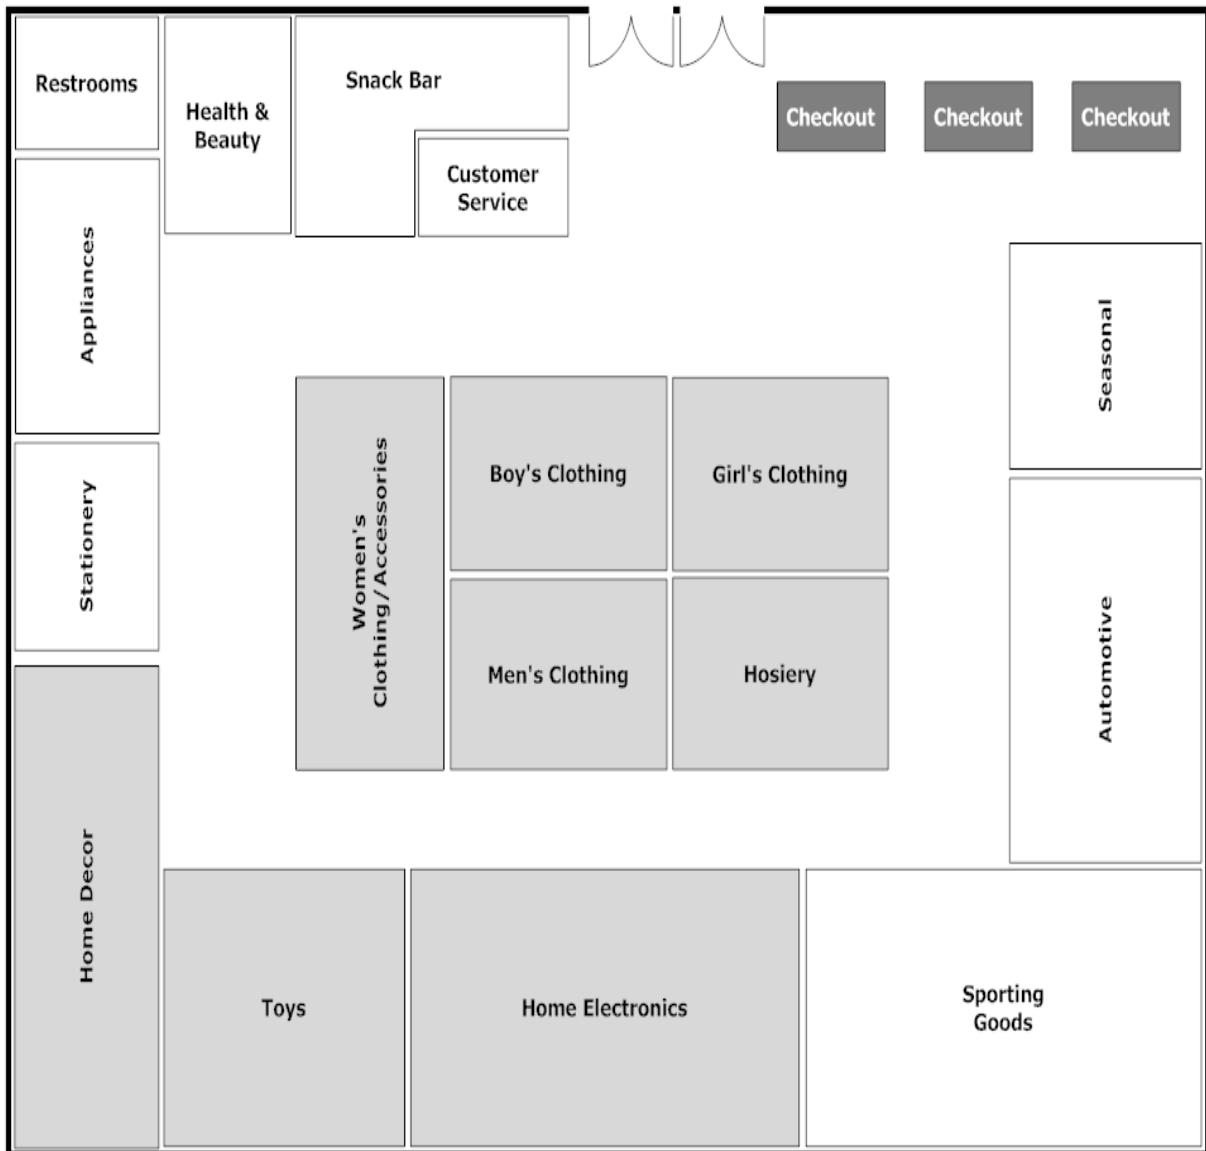 Restrooms
Health &
Beauty
Snack Bar
Customer
Service
Checkout
Checkout
Checkout
Appliances
Seasonal
Stationery
Women's
Clothing/Accessories
Boy's Clothing
Girl's Clothing
Men's Clothing
Hosiery
Automotive
Home Decor
Toys
Home Electronics
Sporting
Goods